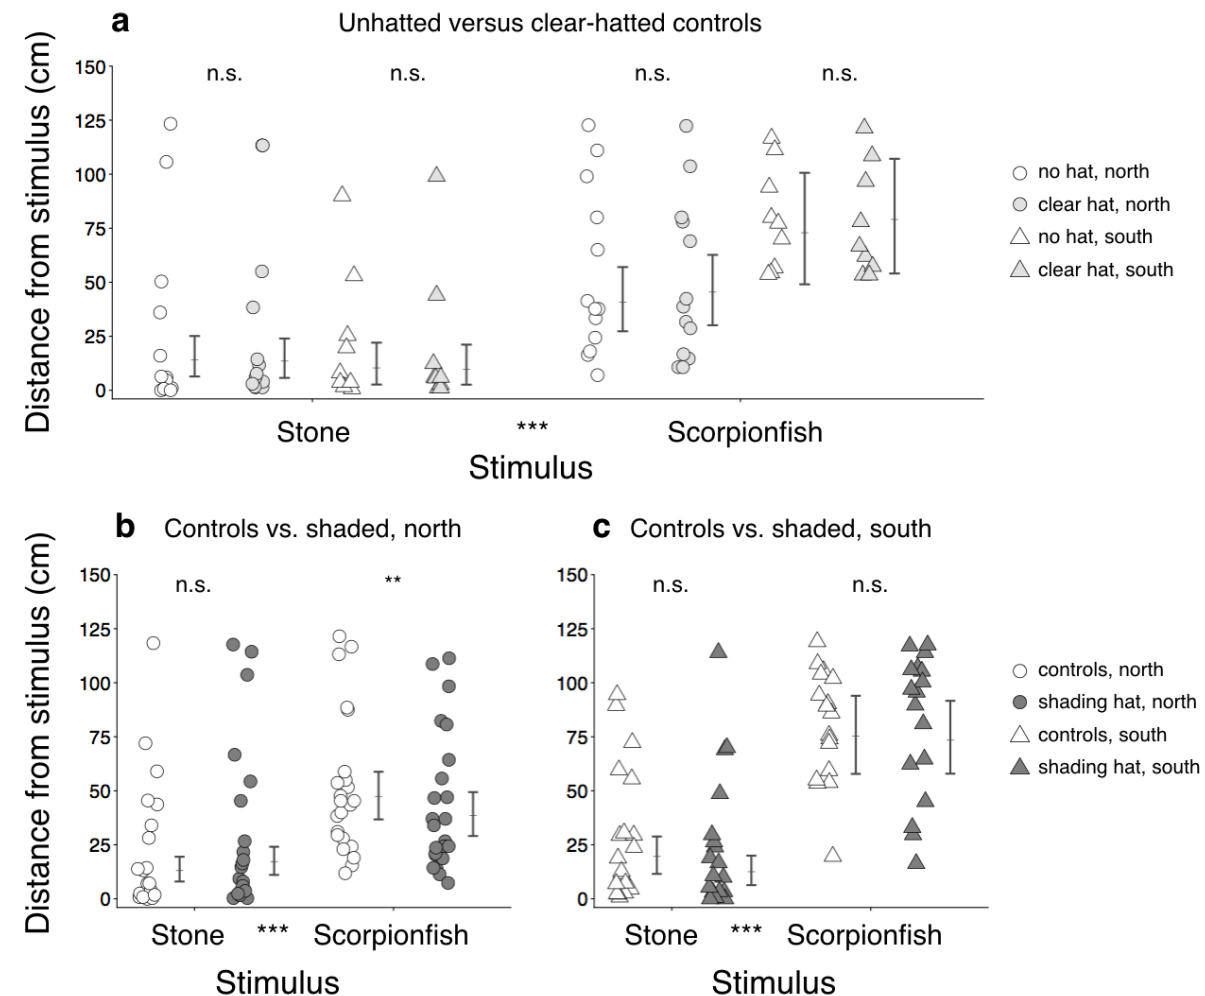 a Unhatted versus clear-hatted controls
Distance from stimulus (cm)
150
125
100
75
50
25
0
n.s. n.s. n.s. n.s.
Stone *** Scorpionfish
Stimulus
no hat, north
clear hat, north
no hat, south
clear hat, south
b Controls vs. shaded, north
Distance from stimulus (cm)
150
125
100
75
50
25
0
n.s. **
Stone *** Scorpionfish
Stimulus
c Controls vs. shaded, south
150
125
100
75
50
25
0
n.s. n.s.
Stone *** Scorpionfish
Stimulus
controls, north
shading hat, north
controls, south
shading hat, south